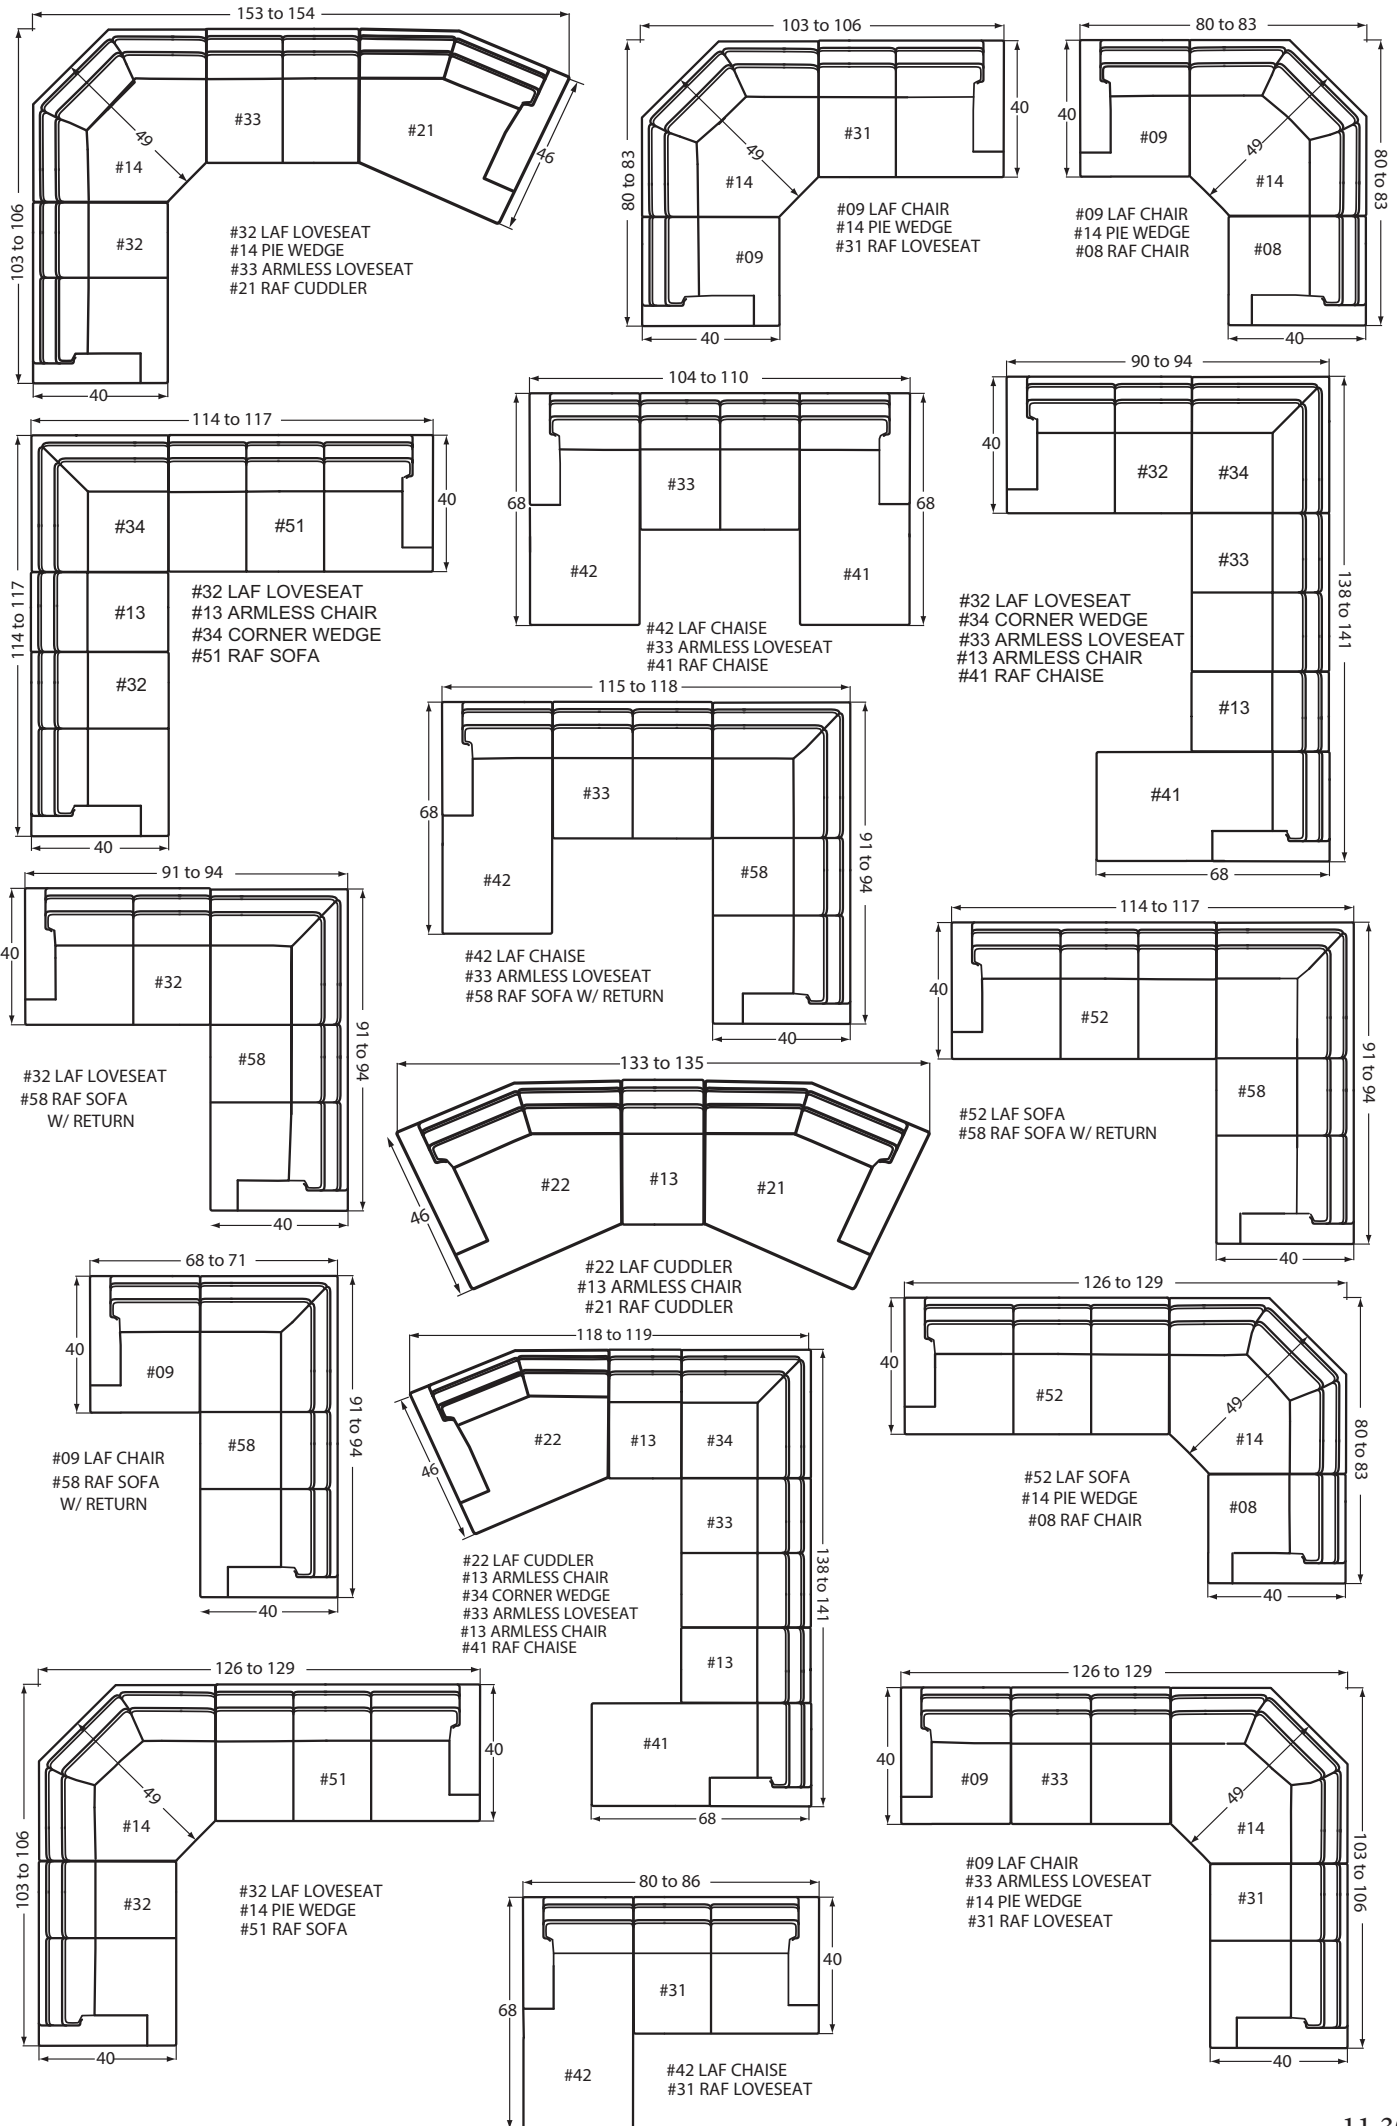 153 to 154
103 to 106
49
#14
#33
#21
46
#32
40
#32 LAF LOVESEAT
#14 PIE WEDGE
#33 ARMLESS LOVESEAT
#21 RAF CUDDLER
103 to 106
80 to 83
49
#14
#31
40
#09
40
#09 LAF CHAIR
#14 PIE WEDGE
#31 RAF LOVESEAT
80 to 83
40
#09
49
#14
80 to 83
#08
40
#09 LAF CHAIR
#14 PIE WEDGE
#08 RAF CHAIR
114 to 117
114 to 117
#34
#51
40
#13
#32
40
#32 LAF LOVESEAT
#13 ARMLESS CHAIR
#34 CORNER WEDGE
#51 RAF SOFA
104 to 110
68
#33
68
#42
#41
#42 LAF CHAISE
#33 ARMLESS LOVESEAT
#41 RAF CHAISE
90 to 94
40
#32
#34
#33
138 to 141
#13
#41
68
#32 LAF LOVESEAT
#34 CORNER WEDGE
#33 ARMLESS LOVESEAT
#13 ARMLESS CHAIR
#41 RAF CHAISE
115 to 118
68
#33
#42
#58
91 to 94
40
#42 LAF CHAISE
#33 ARMLESS LOVESEAT
#58 RAF SOFA W/ RETURN
91 to 94
40
#32
#58
91 to 94
40
#32 LAF LOVESEAT
#58 RAF SOFA
W/ RETURN
114 to 117
40
#52
#58
91 to 94
40
#52 LAF SOFA
#58 RAF SOFA W/ RETURN
133 to 135
46
#22
#13
#21
#22 LAF CUDDLER
#13 ARMLESS CHAIR
#21 RAF CUDDLER
68 to 71
40
#09
#58
91 to 94
40
#09 LAF CHAIR
#58 RAF SOFA
W/ RETURN
118 to 119
46
#22
#13
#34
#33
138 to 141
#13
#41
68
#22 LAF CUDDLER
#13 ARMLESS CHAIR
#34 CORNER WEDGE
#33 ARMLESS LOVESEAT
#13 ARMLESS CHAIR
#41 RAF CHAISE
126 to 129
40
#52
49
#14
80 to 83
#08
40
#52 LAF SOFA
#14 PIE WEDGE
#08 RAF CHAIR
126 to 129
103 to 106
49
#14
#51
40
#32
40
#32 LAF LOVESEAT
#14 PIE WEDGE
#51 RAF SOFA
80 to 86
68
#31
40
#42
#42 LAF CHAISE
#31 RAF LOVESEAT
126 to 129
40
#09
#33
49
#14
#31
103 to 106
40
#09 LAF CHAIR
#33 ARMLESS LOVESEAT
#14 PIE WEDGE
#31 RAF LOVESEAT